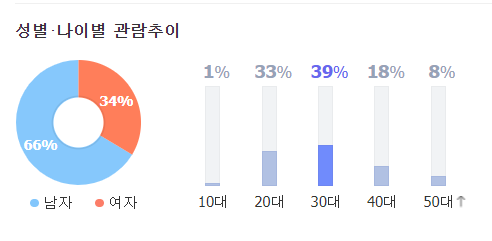 성별·나이별 관람추이
1% 33% 39% 18% 8%
34%
66%
남자 여자
10대 20대 30대 40대 50대↑